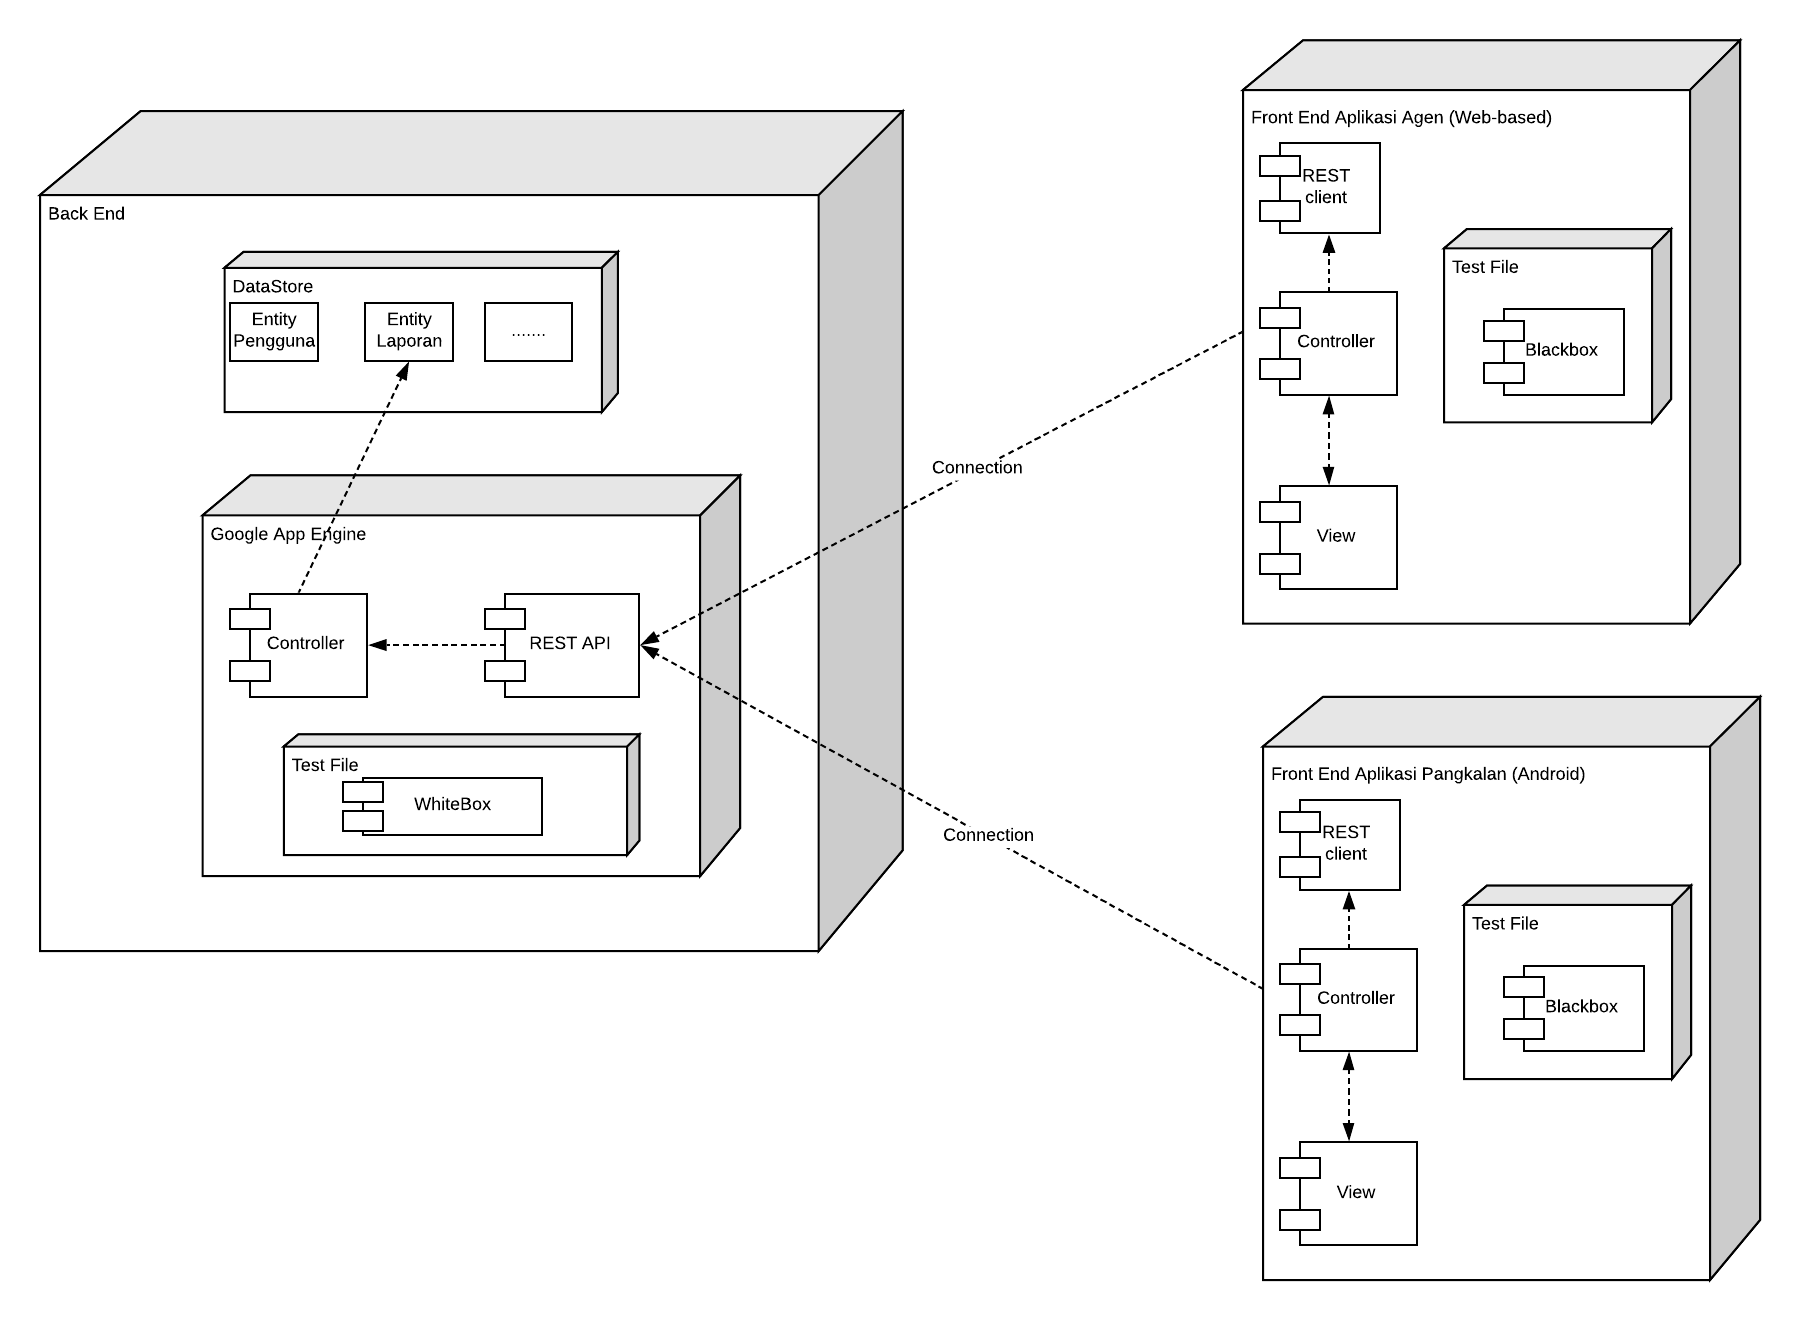 Back End
DataStore
Entity
Pengguna
Entity
Laporan
.......
Google App Engine
Controller
REST API
Test File
WhiteBox
Connection
Connection
Front End Aplikasi Agen (Web-based)
REST
client
Controller
View
Test File
Blackbox
Front End Aplikasi Pangkalan (Android)
REST
client
Controller
View
Test File
Blackbox